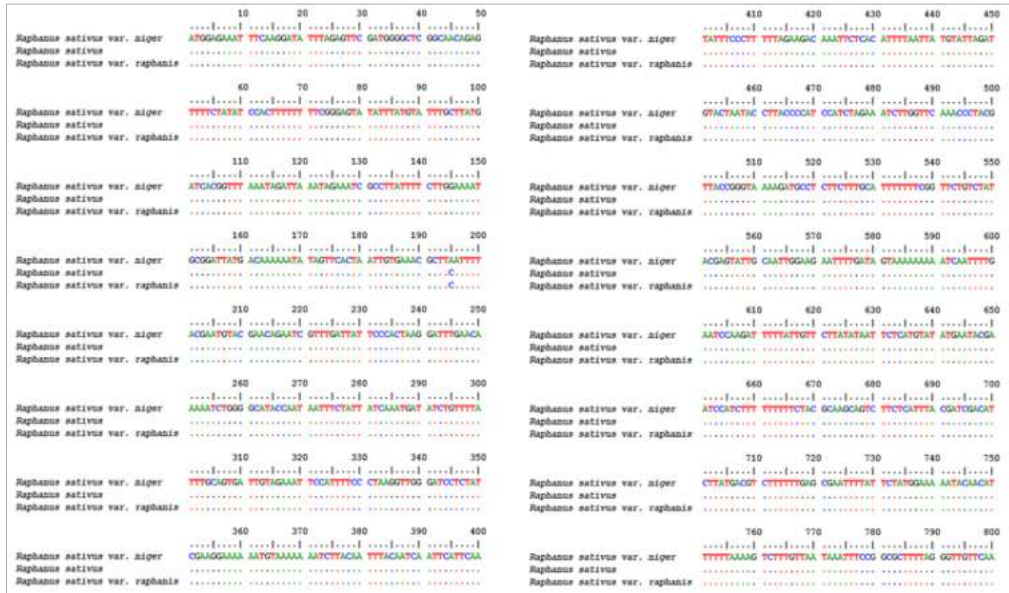 10 20 30 40 50
....|....| ....|....| ....|....| ....|....| ....|....|
Raphanus sativus var. niger ATGGAGAAAT TTCAAGGATA TTTAGAGTTC GATGGGGCTC GGCAACAGAG
Raphanus sativus .......... .......... .......... .......... ..........
Raphanus sativus var. raphanis .......... .......... .......... .......... ..........
60 70 80 90 100
....|....| ....|....| ....|....| ....|....| ....|....|
Raphanus sativus var. niger TTTTCTATAT CCACTTTTTT TTCGGGAGTA TATTTATGTA TTTGCTTATG
Raphanus sativus .......... .......... .......... .......... ..........
Raphanus sativus var. raphanis .......... .......... .......... .......... ..........
110 120 130 140 150
....|....| ....|....| ....|....| ....|....| ....|....|
Raphanus sativus var. niger ATCACGGTTT AAATAGATTA AATAGAAATC GCCTTATTTT CTTGGAAAAT
Raphanus sativus .......... .......... .......... .......... ..........
Raphanus sativus var. raphanis .......... .......... .......... .......... ..........
160 170 180 190 200
....|....| ....|....| ....|....| ....|....| ....|....|
Raphanus sativus var. niger GCGGATTATG ACAAAAAATA TAGTTCACTA ATTGTGAAAC GCTTAATTTT
Raphanus sativus .......... .......... .......... .......... ....C.....
Raphanus sativus var. raphanis .......... .......... .......... .......... ....C.....
210 220 230 240 250
....|....| ....|....| ....|....| ....|....| ....|....|
Raphanus sativus var. niger ACGAATGTAC GAACAGAATC GTTTGATTAT TCCCACTAAG GATTTGAACA
Raphanus sativus .......... .......... .......... .......... ..........
Raphanus sativus var. raphanis .......... .......... .......... .......... ..........
260 270 280 290 300
....|....| ....|....| ....|....| ....|....| ....|....|
Raphanus sativus var. niger AAAATCTGGG GCATACCAAT AATTTCTATT ATCAAATGAT ATCTGTTTTA
Raphanus sativus .......... .......... .......... .......... ..........
Raphanus sativus var. raphanis .......... .......... .......... .......... ..........
310 320 330 340 350
....|....| ....|....| ....|....| ....|....| ....|....|
Raphanus sativus var. niger TTTGCAGTGA TTGTAGAAAT TCCATTTTCC CTAAGGTTGG GATCCTCTAT
Raphanus sativus .......... .......... .......... .......... ..........
Raphanus sativus var. raphanis .......... .......... .......... .......... ..........
360 370 380 390 400
....|....| ....|....| ....|....| ....|....| ....|....|
Raphanus sativus var. niger CGAAGGAAAA AATGTAAAAA AATCTTACAA TTTACAATCA AATTCATTCAA
Raphanus sativus .......... .......... .......... .......... ..........
Raphanus sativus var. raphanis .......... .......... .......... .......... ..........
410 420 430 440 450
....|....| ....|....| ....|....| ....|....| ....|....|
Raphanus sativus var. niger TATTTCCCTT TTTAGAAGAC AAATTCTCAC ATTTTAATTA TGTATTAGAT
Raphanus sativus .......... .......... .......... .......... ..........
Raphanus sativus var. raphanis .......... .......... .......... .......... ..........
460 470 480 490 500
....|....| ....|....| ....|....| ....|....| ....|....|
Raphanus sativus var. niger GTACTAATAC CTTACCCCAT CCATCTAGAA ATCTTGGTTC AAACCCTACG
Raphanus sativus .......... .......... .......... .......... ..........
Raphanus sativus var. raphanis .......... .......... .......... .......... ..........
510 520 530 540 550
....|....| ....|....| ....|....| ....|....| ....|....|
Raphanus sativus var. niger TTACCGGGTA AAAGATGCCT CTTCTTTGCA TTTTTTTCGG TTCTGTCTAT
Raphanus sativus .......... .......... .......... .......... ..........
Raphanus sativus var. raphanis .......... .......... .......... .......... ..........
560 570 580 590 600
....|....| ....|....| ....|....| ....|....| ....|....|
Raphanus sativus var. niger ACGAGTATTG CAATTGGAAG AATTTTGATA GTAAAAAAAA ATCAATTTTG
Raphanus sativus .......... .......... .......... .......... ..........
Raphanus sativus var. raphanis .......... .......... .......... .......... ..........
610 620 630 640 650
....|....| ....|....| ....|....| ....|....| ....|....|
Raphanus sativus var. niger AATCCAAGAT TTTTATTGTT CTTATATAAT TCTCATGTAT ATGAATACGA
Raphanus sativus .......... .......... .......... .......... ..........
Raphanus sativus var. raphanis .......... .......... .......... .......... ..........
660 670 680 690 700
....|....| ....|....| ....|....| ....|....| ....|....|
Raphanus sativus var. niger ATCCATCTTT TTTTTTCTAC GCAAGCAGTC TTCTCATTTA CGATCGACAT
Raphanus sativus .......... .......... .......... .......... ..........
Raphanus sativus var. raphanis .......... .......... .......... .......... ..........
710 720 730 740 750
....|....| ....|....| ....|....| ....|....| ....|....|
Raphanus sativus var. niger CTTATGACGT CTTTTTTGAG CGAATTTTAT TCTATGGAAA AATACAACAT
Raphanus sativus .......... .......... .......... .......... ..........
Raphanus sativus var. raphanis .......... .......... .......... .......... ..........
760 770 780 790 800
....|....| ....|....| ....|....| ....|....| ....|....|
Raphanus sativus var. niger TTTTTAAAAG TCTTTGTTAA TAAATTTCCG GCGCTTTTAG GGTTGTTCAA
Raphanus sativus .......... .......... .......... .......... ..........
Raphanus sativus var. raphanis .......... .......... .......... .......... ..........